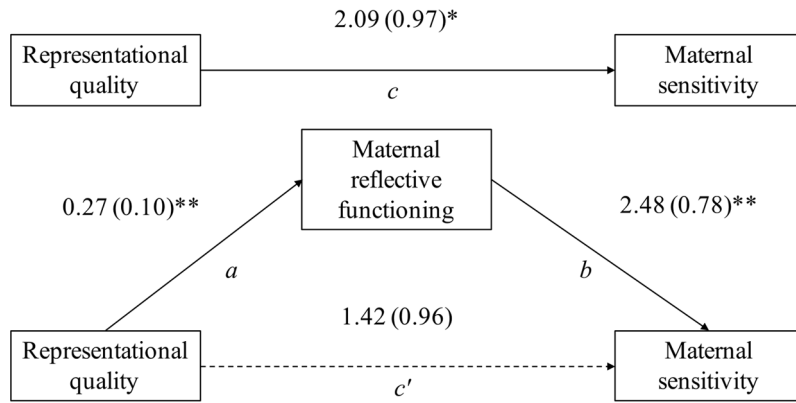 2.09 (0.97)*
Representational
quality
Maternal
sensitivity
c
Maternal
reflective
functioning
0.27 (0.10)**
2.48 (0.78)**
a
b
1.42 (0.96)
Representational
quality
Maternal
sensitivity
c′